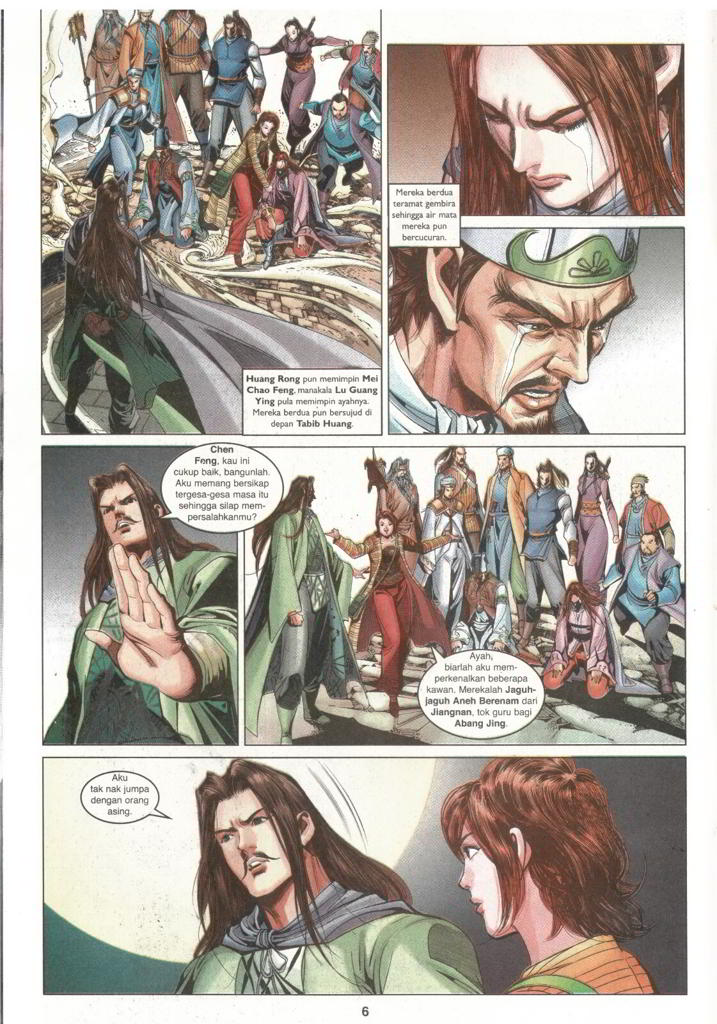 Mereka berdua
teramat gembira
sehingga air mata
mereka pun
bercucuran.
Huang Rong pun memimpin Mei
Chao Feng, manakala Lu Guang
Ying pula memimpin ayahnya.
Mereka berdua pun bersujud di
depan Tabib Huang.
Chen
Feng, kau ini
cukup baik, bangunlah.
Aku memang bersikap
tergesa-gesa masa itu
sehingga silap mem-
persalahkanmu?
Ayah,
biarlah aku mem-
perkenalkan beberapa
kawan. Merekalah Jaguh-
jaguh Aneh Berenam dari
Jiangnan, tok guru bagi
Abang Jing.
Aku
tak nak jumpa
dengan orang
asing.
6